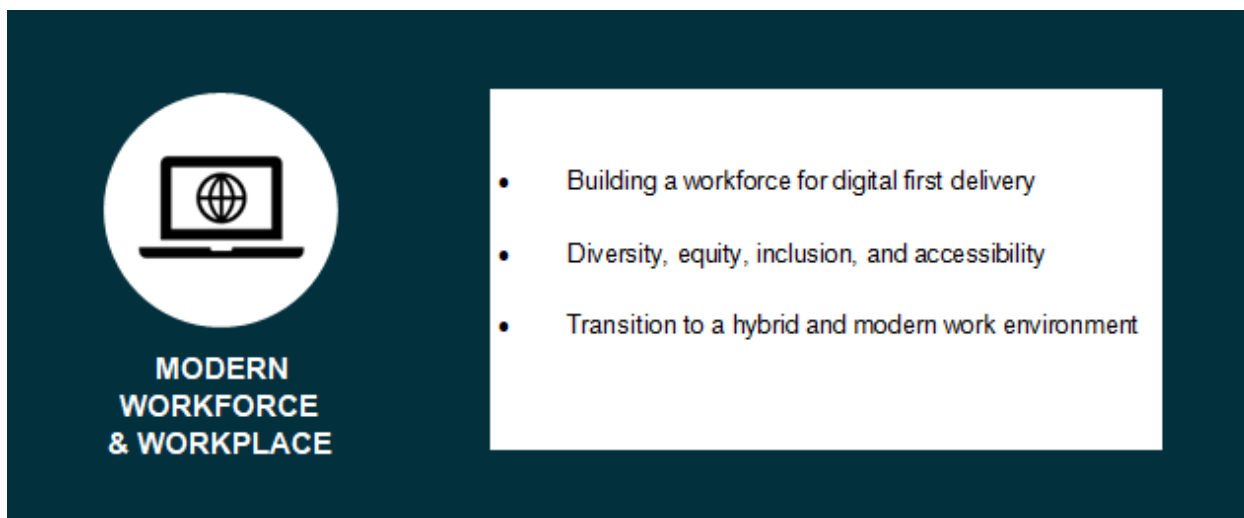 MODERN
WORKFORCE
& WORKPLACE
• Building a workforce for digital first delivery
• Diversity, equity, inclusion, and accessibility
• Transition to a hybrid and modern work environment